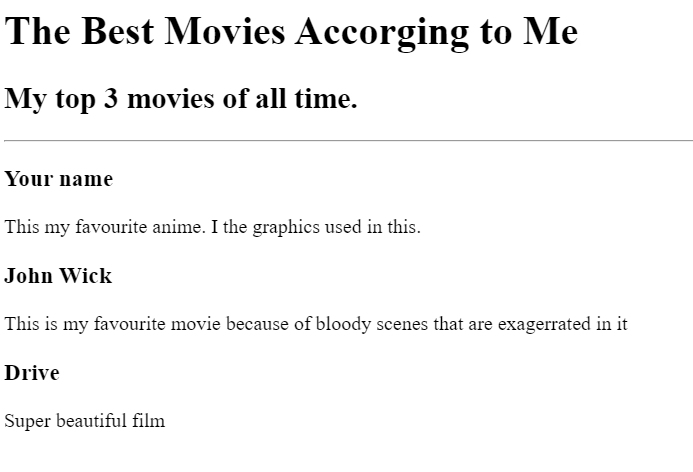 The Best Movies Accorging to Me
My top 3 movies of all time.
Your name
This my favourite anime. I the graphics used in this.
John Wick
This is my favourite movie because of bloody scenes that are exagerrated in it
Drive
Super beautiful film